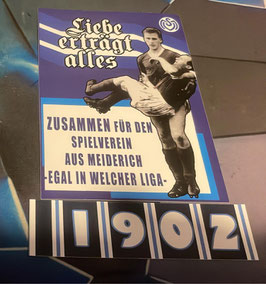 Liebe
erträgt
alles
ZUSAMMEN FÜR DEN
SPIELVEREIN
AUS MEIDERICH
-EGAL IN WELCHER LIGA-
1902